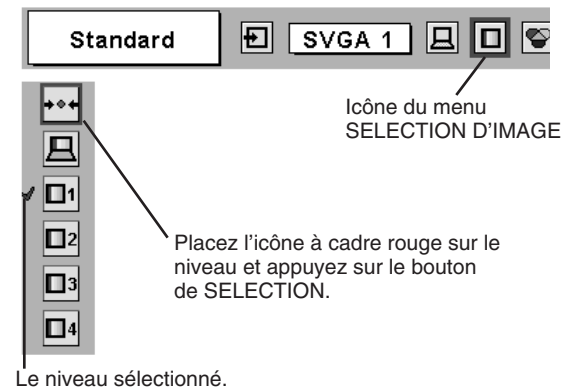 Standard
SVGA 1
Icône du menu
SELECTION D'IMAGE
1
2
3
4
Placez l'icône à cadre rouge sur le
niveau et appuyez sur le bouton
de SELECTION.
Le niveau sélectionné.